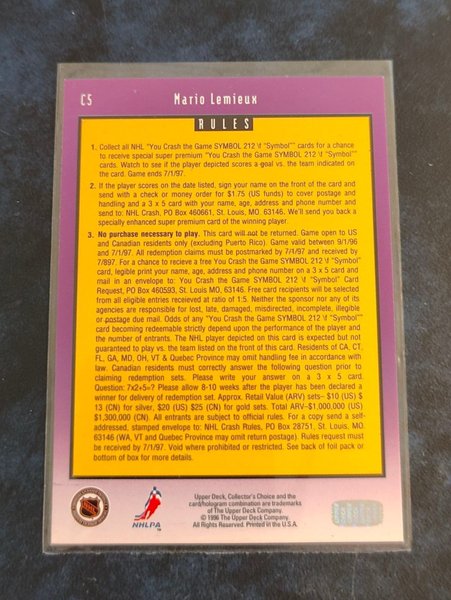 C5
Mario Lemieux
RULES
1. Collect all NHL "You Crash the Game SYMBOL 212 \f "Symbol"" cards for a chance
to receive special super premium "You Crash the Game SYMBOL 212 \f "Symbol""
cards. Watch to see if the player depicted scores a goal vs. the team indicated on
the card. Game ends 7/1/97.
2. If the player scores on the date listed, sign your name on the front of the card and
send with a check or money order for $1.75 (US funds) to cover postage and
handling and a 3 x 5 card with your name, address and phone number and
send to: NHL Crash, PO Box 460661, St. Louis, MO. 63146. We'll send you back a
specially enhanced super premium card of the winning player.
3. No purchase necessary to play. This card will not be returned. Game open to US
and Canadian residents only (excluding Puerto Rico). Game valid between 9/1/96
and 7/1/97. All redemption claims must be postmarked by 7/1/97 and received by
7/897. For a chance to recieve a free You Crash the Game SYMBOL 212 \f "Symbol""
card, legible print your name, age, address and phone number on a 3 x 5 card and
mail in an envelope to: You Crash the Game SYMBOL 212 \f "Symbol" Card
Request, PO Box 460593, St. Louis MO, 63146. Free card recipients will be selected
from all eligible entries receieved at ratio of 1:5. Neither the sponsor nor any of its
agencies are responsible for lost, late, damaged, misdirected, incomplete, illegible
or postage due mail. Odds of any "You Crash the Game SYMBOL 212 \f "Symbol""
card becoming redeemable strictly depend upon the performance of the player and
the number of entrants. The NHL player depicted on this card is expected but not
guaranteed to play vs. the team listed on the front of this card. Residents of CA, CT,
FL, GA, MD, OH, VT & Quebec Province may omit handling fee in accordance with
law. Canadian residents must correctly answer the following question prior to
claiming redemption sets. Please write your answer on a 3 x 5 card
Question: 7x2+5=? Please allow 8-10 weeks after the player has been declared a
winner for delivery of redemption set. Approx. Retail Value (ARV) sets– $10 (US) $
13 (CN) for silver, $20 (US) $25 (CN) for gold sets. Total ARV–$1,000,000 (US)
$1,300,000 (CN). All entrants are subject to official rules. For a copy send a self-
addressed, stamped envelope to: NHL Crash Rules, PO BOX 28751, St. Louis, MO.
63146 (WA, VT and Quebec Province may omit return postage). Rules request must
be received by 7/1/97. Void where prohibited or restricted. See back of foil pack or
bottom of box for more details.
NHL
NHLPA
TM
Upper Deck, Collector's Choice and the
card/hologram combination are trademarks
of The Upper Deck Company.
© 1996 The Upper Deck Company.
All Rights Reserved. Printed in the U.S.A.